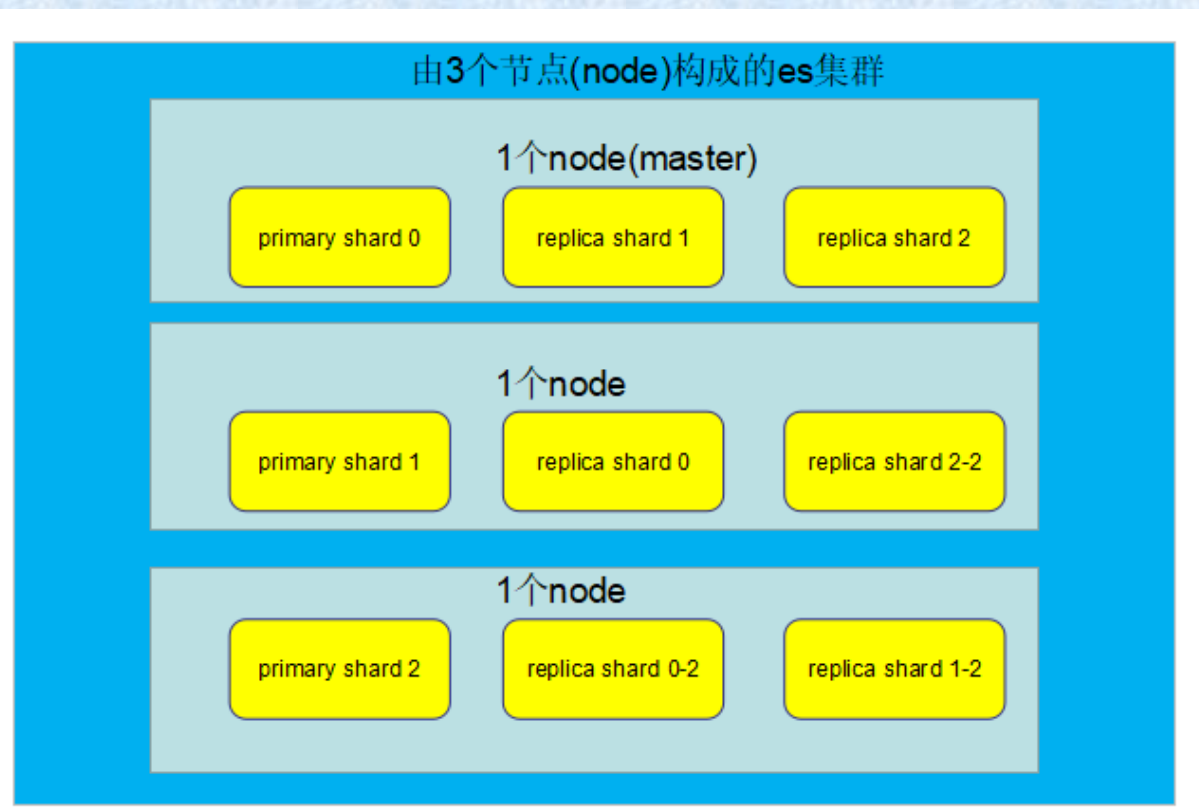 由3个节点(node)构成的es集群
1个node(master)
primary shard 0
replica shard 1
replica shard 2
1个node
primary shard 1
replica shard 0
replica shard 2-2
1个node
primary shard 2
replica shard 0-2
replica shard 1-2